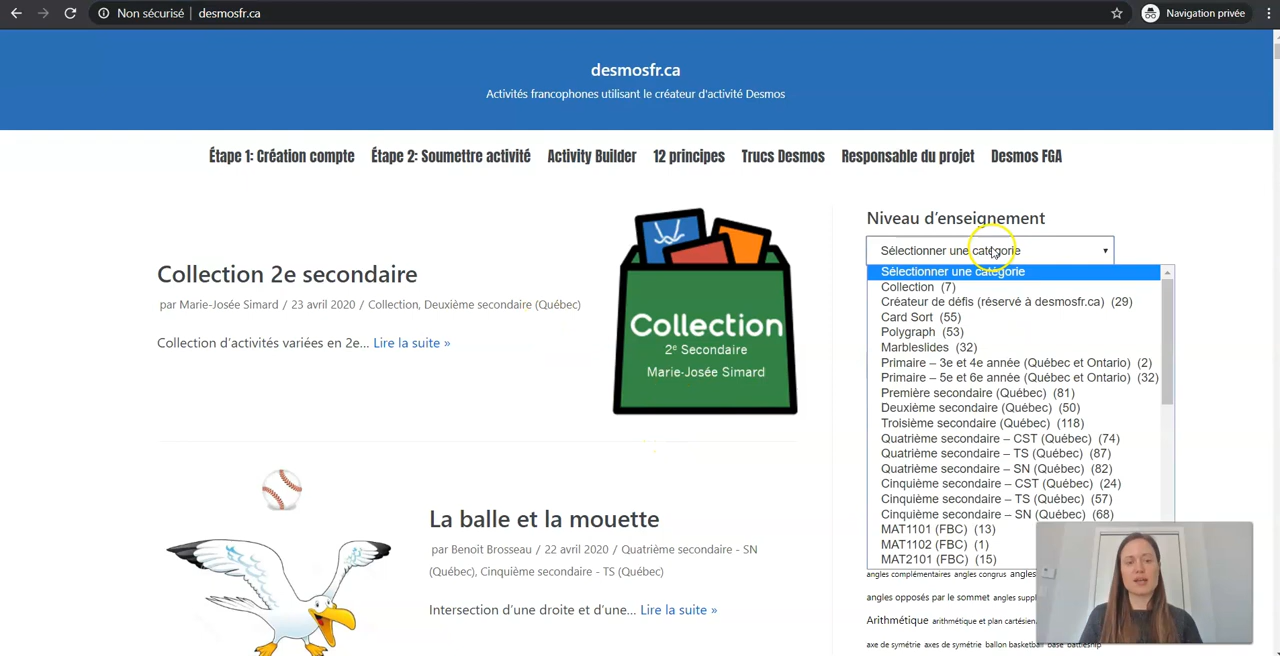 Non sécurisé | desmosfr.ca
Navigation privée
desmosfr.ca
Activités francophones utilisant le créateur d'activité Desmos
Étape 1: Création compte Étape 2: Soumettre activité Activity Builder 12 principes Trucs Desmos Responsable du projet Desmos FGA
Collection 2e secondaire
par Marie-Josée Simard / 23 avril 2020 / Collection, Deuxième secondaire (Québec)
Collection d'activités variées en 2e... Lire la suite »
Collection
2e Secondaire
Marie-Josée Simard
La balle et la mouette
par Benoit Brosseau / 22 avril 2020 / Quatrième secondaire - SN
(Québec), Cinquième secondaire - TS (Québec)
Intersection d'une droite et d'une... Lire la suite »
Niveau d'enseignement
Sélectionner une catégorie
Sélectionner une catégorie
Collection (7)
Créateur de défis (réservé à desmosfr.ca) (29)
Card Sort (55)
Polygraph (53)
Marbleslides (32)
Primaire – 3e et 4e année (Québec et Ontario) (2)
Primaire – 5e et 6e année (Québec et Ontario) (32)
Première secondaire (Québec) (81)
Deuxième secondaire (Québec) (50)
Troisième secondaire (Québec) (118)
Quatrième secondaire – CST (Québec) (74)
Quatrième secondaire – TS (Québec) (87)
Quatrième secondaire – SN (Québec) (82)
Cinquième secondaire – CST (Québec) (24)
Cinquième secondaire – TS (Québec) (57)
Cinquième secondaire – SN (Québec) (68)
MAT1101 (FBC) (13)
MAT1102 (FBC) (1)
MAT2101 (FBC) (15)
angles complémentaires angles congrus angles
angles opposés par le sommet angles suppl
Arithmétique arithmétique et plan cartésien
axe de symétrie axes de symétrie ballon basketball base battleship